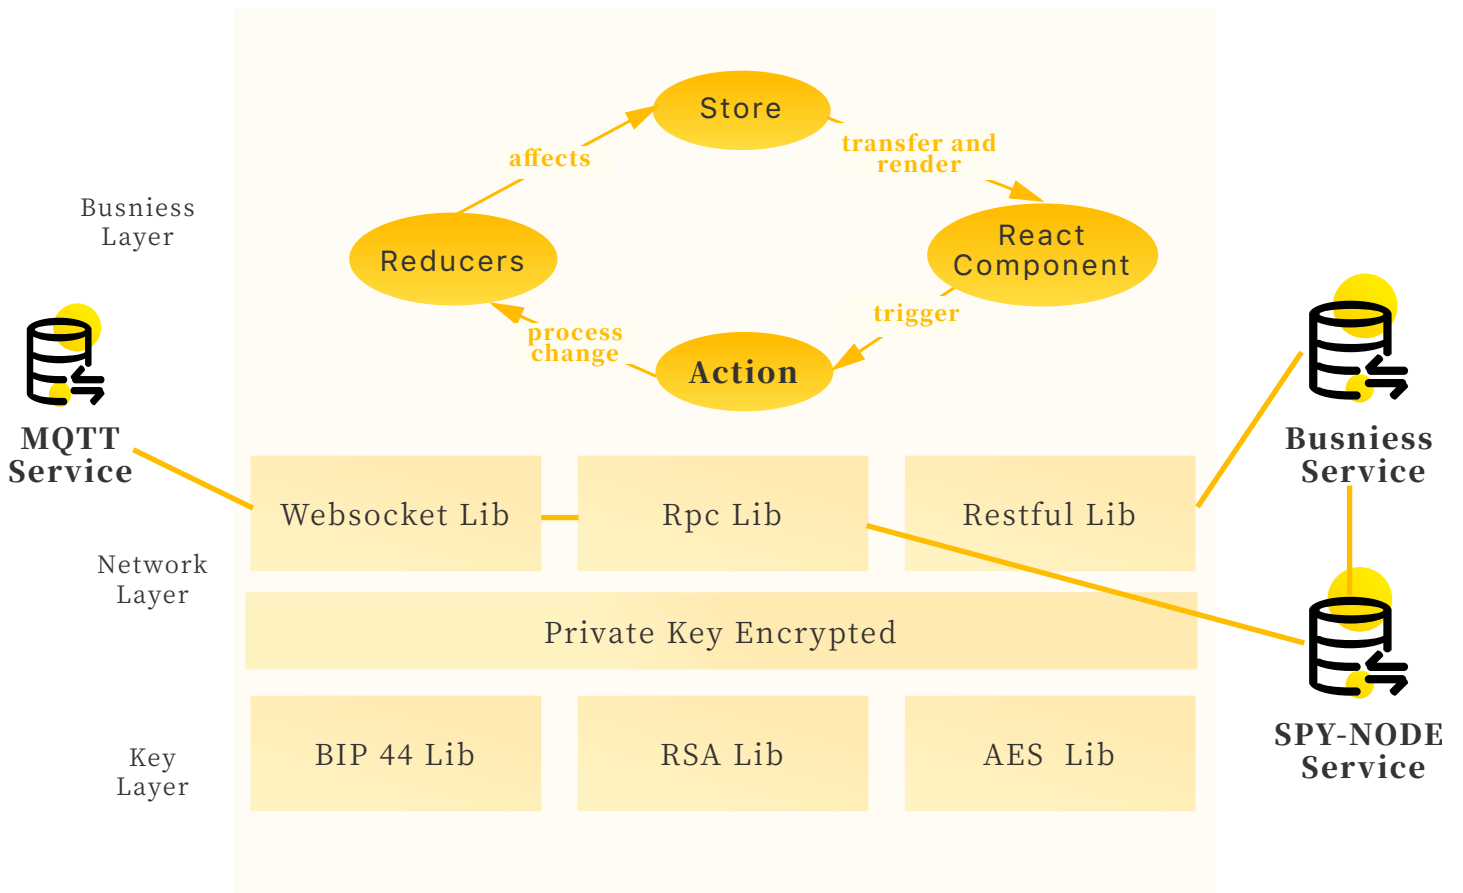 Store
transfer and
render
affects
Busniess
Layer
React
Component
Reducers
trigger
process
change
Action
MQTT
Service
Busniess
Service
Websocket Lib
Rpc Lib
Restful Lib
Network
Layer
Private Key Encrypted
Key
Layer
BIP 44 Lib
RSA Lib
AES  Lib
SPY-NODE
Service